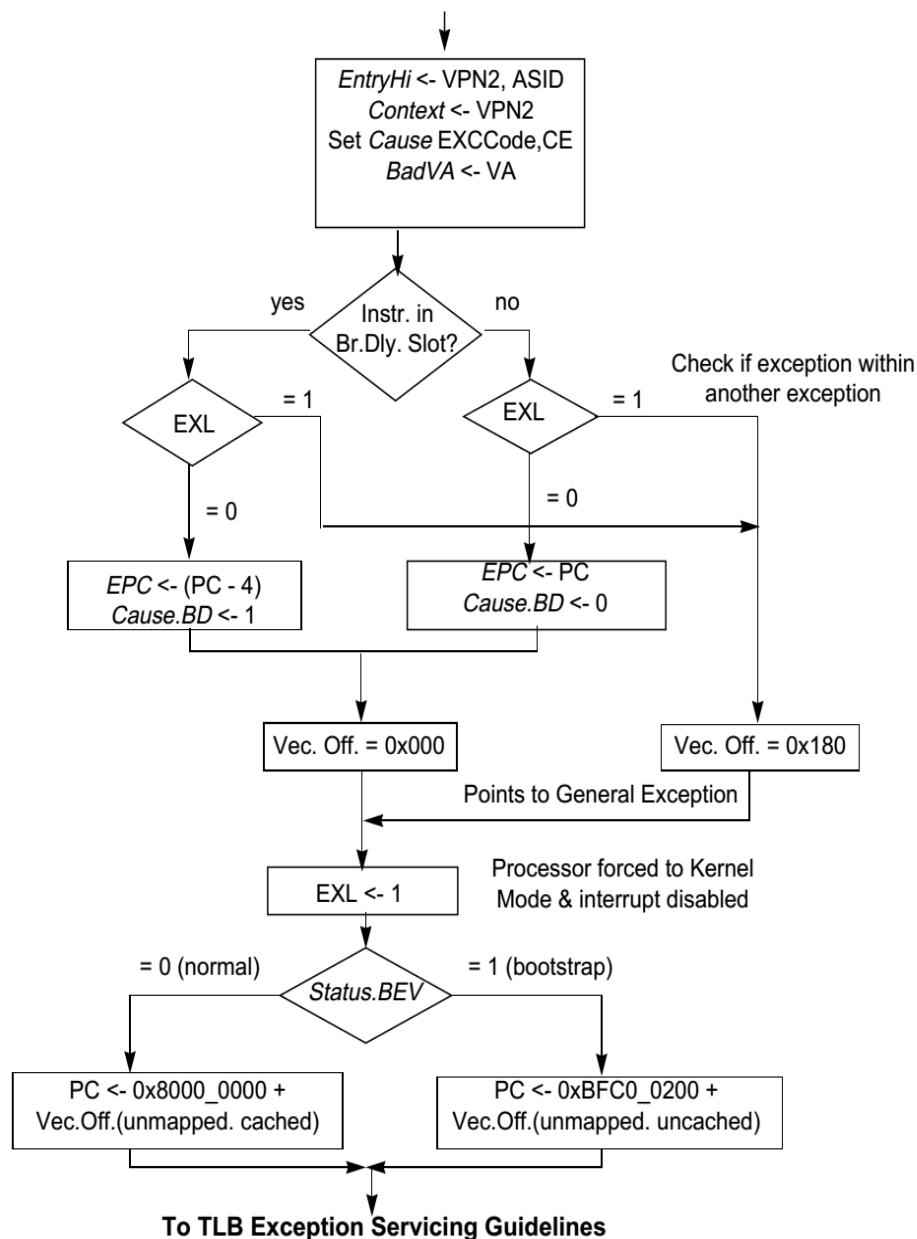 EntryHi <- VPN2, ASID
Context <- VPN2
Set Cause EXCCode,CE
BadVA <- VA
yes
Instr. in
Br.Dly. Slot?
no
Check if exception within
another exception
EXL
= 1
EXL
= 1
= 0
= 0
EPC <- (PC - 4)
Cause.BD <- 1
EPC <- PC
Cause.BD <- 0
Vec. Off. = 0x000
Vec. Off. = 0x180
Points to General Exception
EXL <- 1
Processor forced to Kernel
Mode & interrupt disabled
= 0 (normal)
Status.BEV
= 1 (bootstrap)
PC <- 0x8000_0000 +
Vec.Off.(unmapped. cached)
PC <- 0xBFC0_0200 +
Vec.Off.(unmapped. uncached)
To TLB Exception Servicing Guidelines